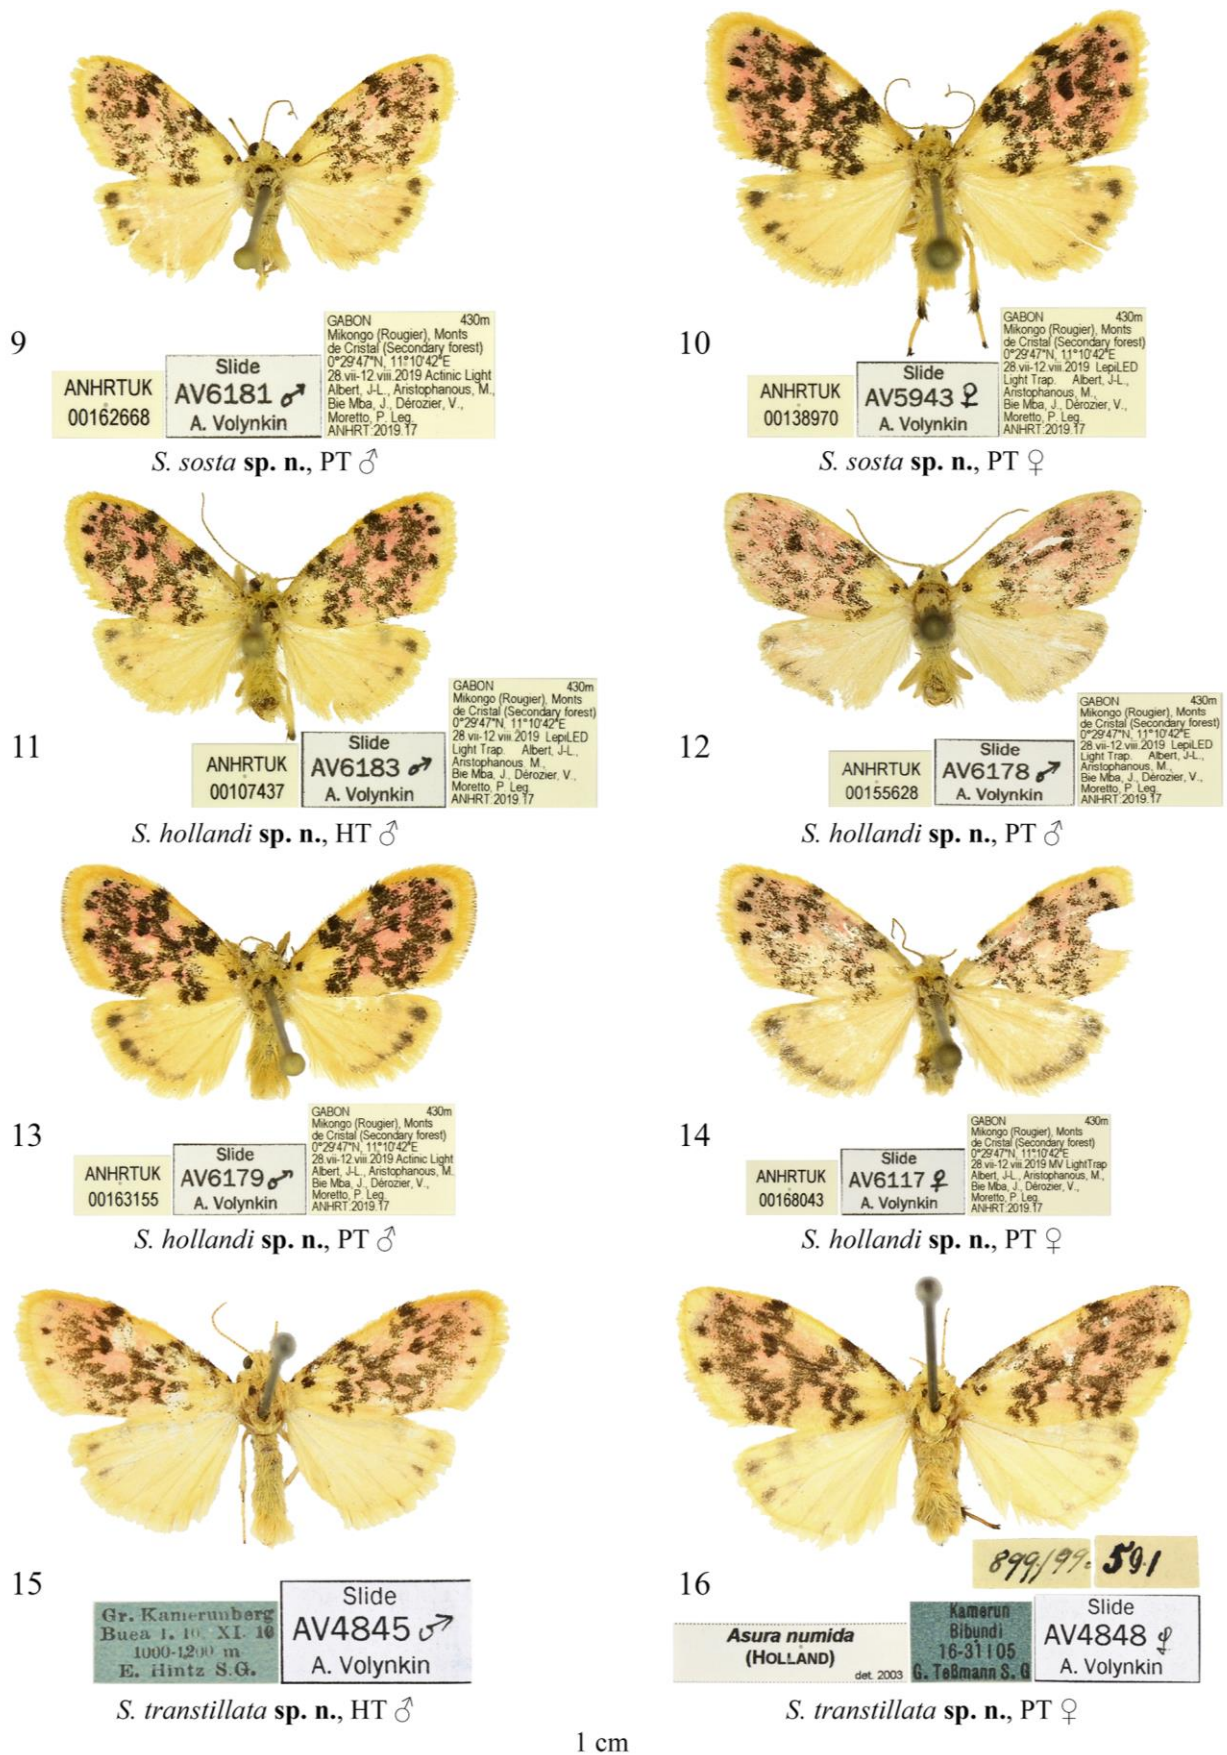 9
ANHRTUK
00162668
Slide
AV6181 ♂
A. Volynkin
GABON 430m
Mikongo (Rougier), Monts
de Cristal (Secondary forest)
0°29'47"N, 11°10'42"E
28.vii-12.viii.2019 Actinic Light
Albert, J-L., Aristophanous, M.,
Bie Mba, J., Dérozier, V.,
Moretto, P. Leg.
ANHRT:2019.17
S. sosta sp. n., PT ♂
10
ANHRTUK
00138970
Slide
AV5943 ♀
A. Volynkin
GABON 430m
Mikongo (Rougier), Monts
de Cristal (Secondary forest)
0°29'47"N, 11°10'42"E
28.vii-12.viii.2019 LepiLED
Light Trap. Albert, J-L.,
Aristophanous, M.,
Bie Mba, J., Dérozier, V.,
Moretto, P. Leg.
ANHRT:2019.17
S. sosta sp. n., PT ♀
11
ANHRTUK
00107437
Slide
AV6183 ♂
A. Volynkin
GABON 430m
Mikongo (Rougier), Monts
de Cristal (Secondary forest)
0°29'47"N, 11°10'42"E
28.vii-12.viii.2019 LepiLED
Light Trap. Albert, J-L.,
Aristophanous, M.,
Bie Mba, J., Dérozier, V.,
Moretto, P. Leg.
ANHRT:2019.17
S. hollandi sp. n., HT ♂
12
ANHRTUK
00155628
Slide
AV6178 ♂
A. Volynkin
GABON 430m
Mikongo (Rougier), Monts
de Cristal (Secondary forest)
0°29'47"N, 11°10'42"E
28.vii-12.viii.2019 LepiLED
Light Trap. Albert, J-L.,
Aristophanous, M.,
Bie Mba, J., Dérozier, V.,
Moretto, P. Leg.
ANHRT:2019.17
S. hollandi sp. n., PT ♂
13
ANHRTUK
00163155
Slide
AV6179 ♂
A. Volynkin
GABON 430m
Mikongo (Rougier), Monts
de Cristal (Secondary forest)
0°29'47"N, 11°10'42"E
28.vii-12.viii.2019 Actinic Light
Albert, J-L., Aristophanous, M.
Bie Mba, J., Dérozier, V.,
Moretto, P. Leg.
ANHRT:2019.17
S. hollandi sp. n., PT ♂
14
ANHRTUK
00168043
Slide
AV6117 ♀
A. Volynkin
GABON 430m
Mikongo (Rougier), Monts
de Cristal (Secondary forest)
0°29'47"N, 11°10'42"E
28.vii-12.viii.2019 MV LightTrap
Albert, J-L., Aristophanous, M.,
Bie Mba, J., Dérozier, V.,
Moretto, P. Leg.
ANHRT:2019.17
S. hollandi sp. n., PT ♀
15
Gr. Kamerunberg
Buea 1. 10. XI. 10
1000-1200 m
E. Hintz S.G.
Slide
AV4845 ♂
A. Volynkin
S. transtillata sp. n., HT ♂
16
899/99. 591
Asura numida
(HOLLAND)
det. 2003
Kamerun
Bibundi
16-31 I 05
G. Teßmann S. G
Slide
AV4848 ♀
A. Volynkin
S. transtillata sp. n., PT ♀
1 cm